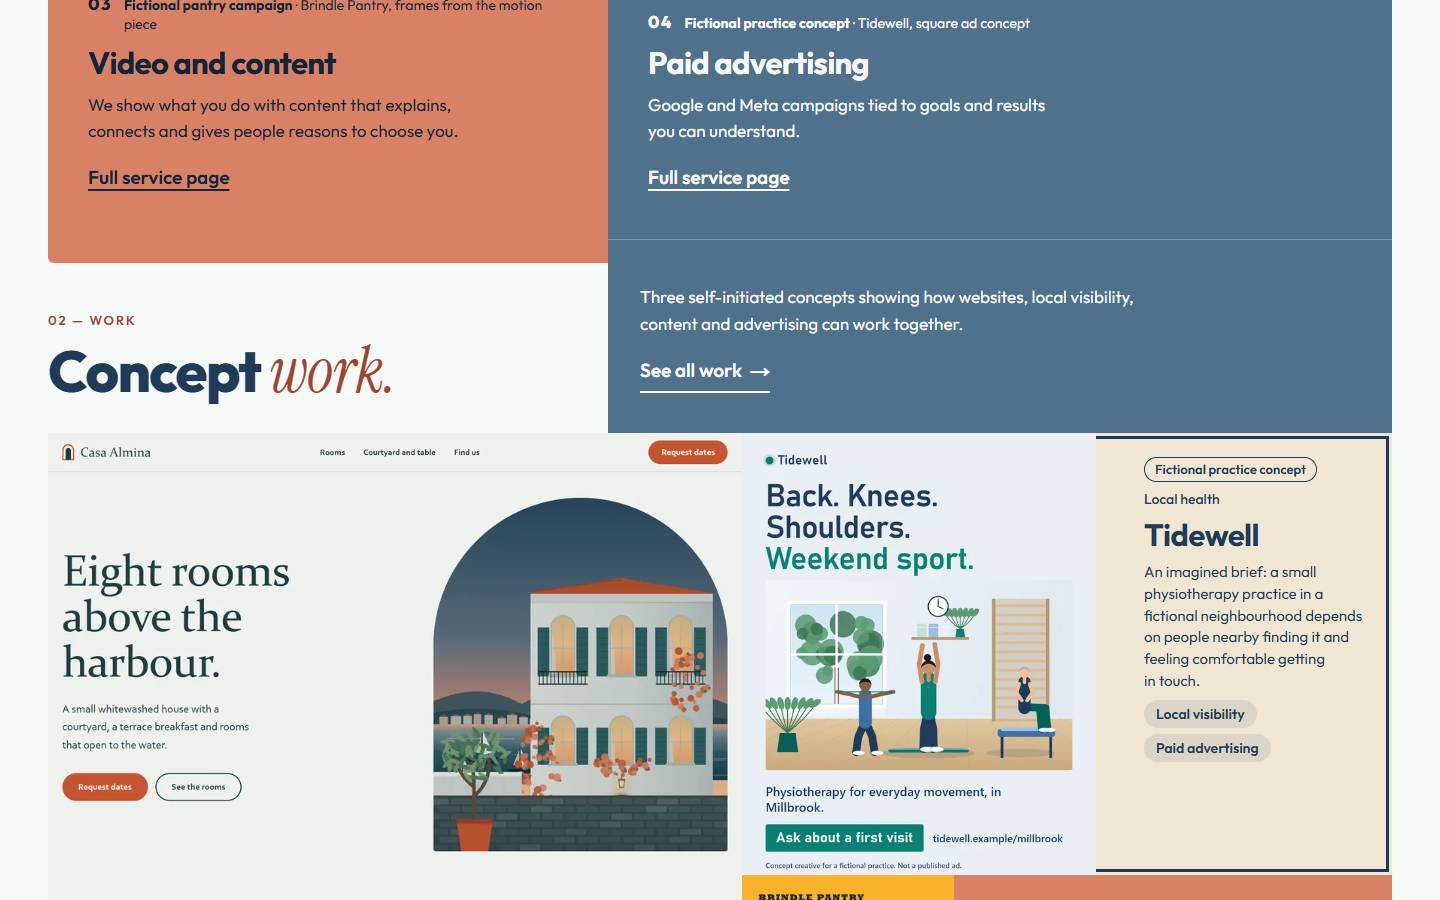 03 Fictional pantry campaign · Brindle Pantry, frames from the motion
piece
Video and content
We show what you do with content that explains,
connects and gives people reasons to choose you.
Full service page
04 Fictional practice concept · Tidewell, square ad concept
Paid advertising
Google and Meta campaigns tied to goals and results
you can understand.
Full service page
02 — WORK
Concept work.
Three self-initiated concepts showing how websites, local visibility,
content and advertising can work together.
See all work →
Casa Almina
Rooms Courtyard and table Find us
Request dates
Eight rooms
above the
harbour.
A small whitewashed house with a
courtyard, a terrace breakfast and rooms
that open to the water.
Request dates See the rooms
Tidewell
Back. Knees.
Shoulders.
Weekend sport.
Physiotherapy for everyday movement, in
Millbrook.
Ask about a first visit tidewell.example/millbrook
Concept creative for a fictional practice. Not a published ad.
Fictional practice concept
Local health
Tidewell
An imagined brief: a small
physiotherapy practice in a
fictional neighbourhood depends
on people nearby finding it and
feeling comfortable getting
in touch.
Local visibility
Paid advertising
BRINDLE PANTRY